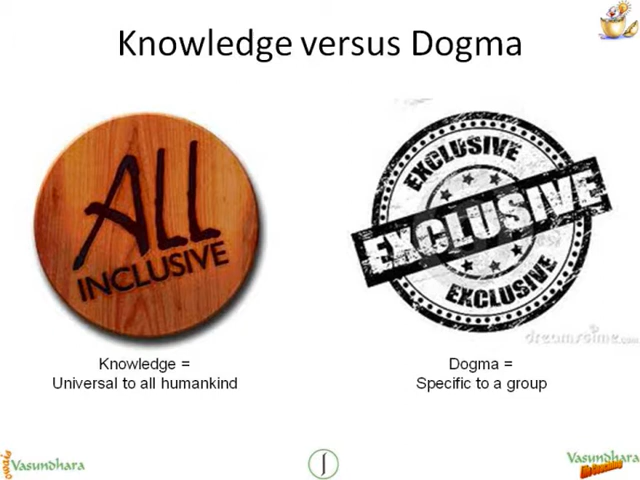 Knowledge versus Dogma
ALL
INCLUSIVE
EXCLUSIVE
EXCLUSIVE
EXCLUSIVE
dreamstime.com
Knowledge =
Universal to all humankind
Dogma =
Specific to a group
Vasundhara
Vasundhara